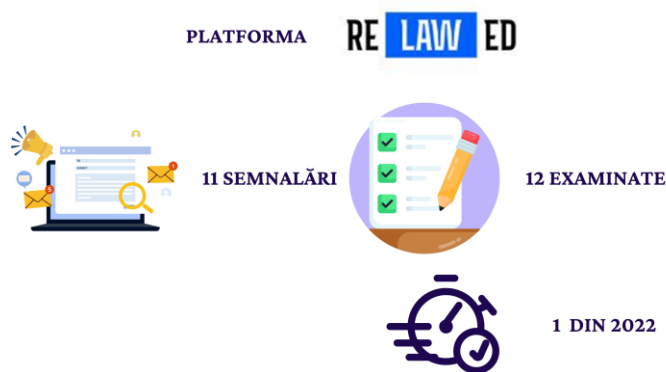 PLATFORMA RE LAW ED
11 SEMNALĂRI
12 EXAMINATE
1 DIN 2022